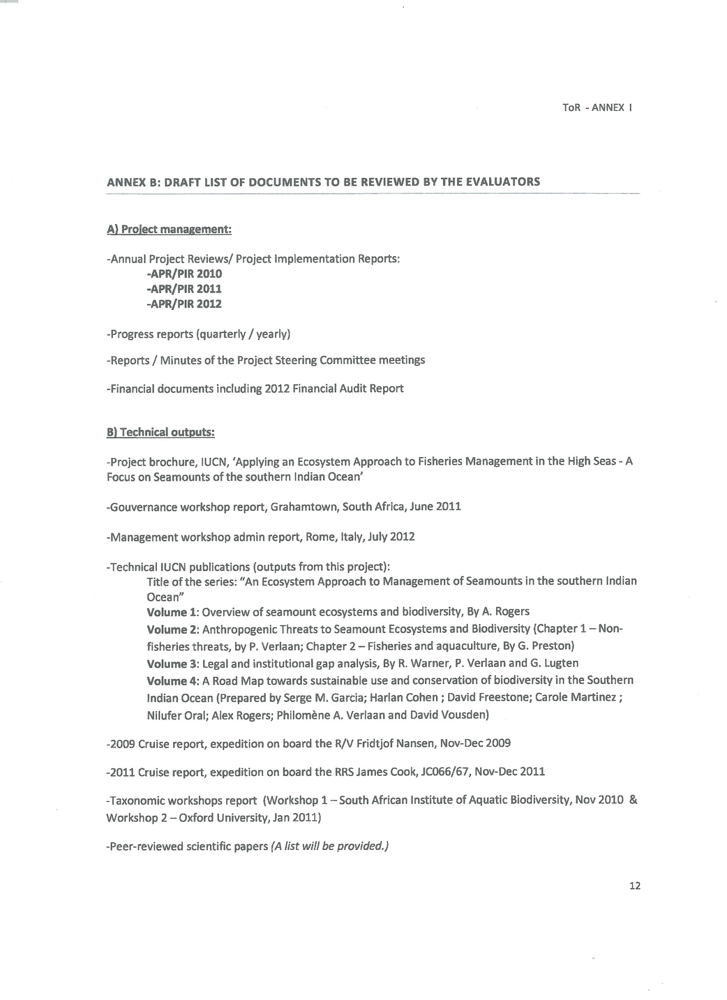 ToR - ANNEX I
ANNEX B: DRAFT LIST OF DOCUMENTS TO BE REVIEWED BY THE EVALUATORS
A) Project management:
-Annual Project Reviews/ Project Implementation Reports:
-APR/PIR 2010
-APR/PIR 2011
-APR/PIR 2012
-Progress reports (quarterly / yearly)
-Reports / Minutes of the Project Steering Committee meetings
-Financial documents including 2012 Financial Audit Report
B) Technical outputs:
-Project brochure, IUCN, ‘Applying an Ecosystem Approach to Fisheries Management in the High Seas - A
Focus on Seamounts of the southern Indian Ocean’
-Gouvernance workshop report, Grahamtown, South Africa, June 2011
-Management workshop admin report, Rome, Italy, July 2012
-Technical IUCN publications (outputs from this project):
Title of the series: “An Ecosystem Approach to Management of Seamounts in the southern Indian
Ocean”
Volume 1: Overview of seamount ecosystems and biodiversity, By A. Rogers
Volume 2: Anthropogenic Threats to Seamount Ecosystems and Biodiversity (Chapter 1 – Non-
fisheries threats, by P. Verlaan; Chapter 2 – Fisheries and aquaculture, By G. Preston)
Volume 3: Legal and institutional gap analysis, By R. Warner, P. Verlaan and G. Lugten
Volume 4: A Road Map towards sustainable use and conservation of biodiversity in the Southern
Indian Ocean (Prepared by Serge M. Garcia; Harlan Cohen ; David Freestone; Carole Martinez ;
Nilufer Oral; Alex Rogers; Philomène A. Verlaan and David Vousden)
-2009 Cruise report, expedition on board the R/V Fridtjof Nansen, Nov-Dec 2009
-2011 Cruise report, expedition on board the RRS James Cook, JC066/67, Nov-Dec 2011
-Taxonomic workshops report (Workshop 1 – South African Institute of Aquatic Biodiversity, Nov 2010 &
Workshop 2 – Oxford University, Jan 2011)
-Peer-reviewed scientific papers (A list will be provided.)
12